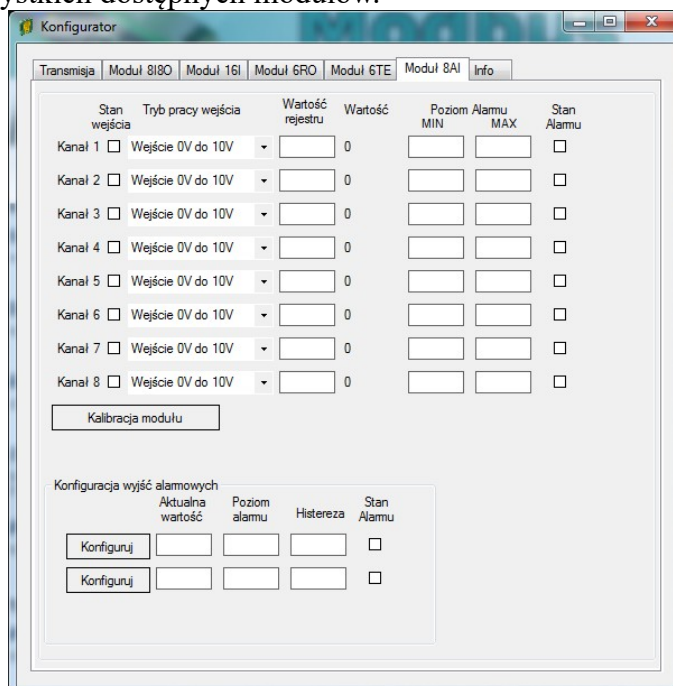 dostępnych modułów.
Konfigurator
Modbus
Transmisja Moduł 8I8O Moduł 16I Moduł 6RO Moduł 6TE Moduł 8AI Info
Stan wejścia Tryb pracy wejścia Wartość rejestru Wartość Poziom Alarmu MIN MAX Stan Alarmu
Kanał 1 Wejście 0V do 10V 0
Kanał 2 Wejście 0V do 10V 0
Kanał 3 Wejście 0V do 10V 0
Kanał 4 Wejście 0V do 10V 0
Kanał 5 Wejście 0V do 10V 0
Kanał 6 Wejście 0V do 10V 0
Kanał 7 Wejście 0V do 10V 0
Kanał 8 Wejście 0V do 10V 0
Kalibracja modułu
Konfiguracja wyjść alarmowych
Aktualna wartość Poziom alarmu Histereza Stan Alarmu
Konfiguruj
Konfiguruj